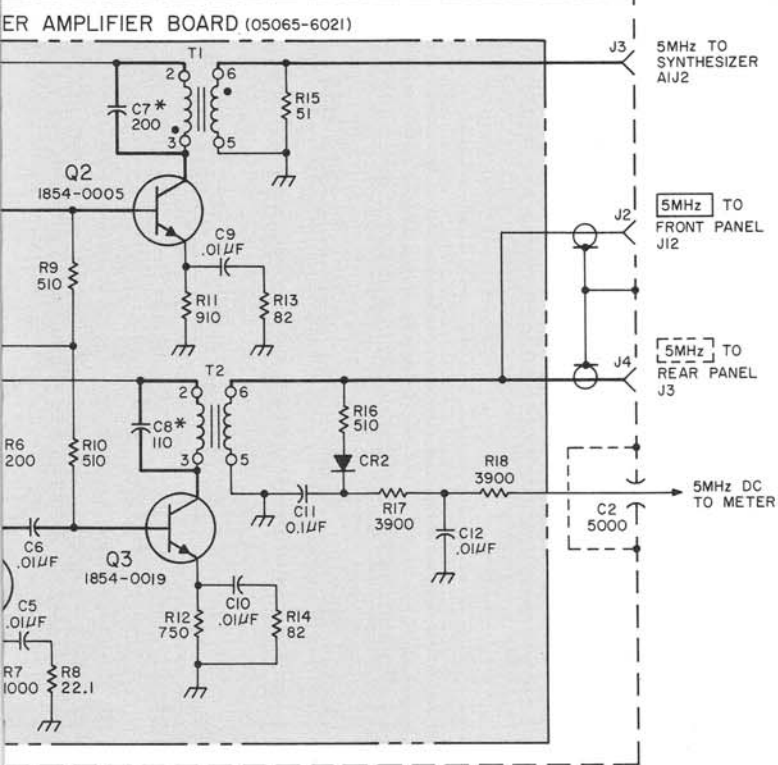 ER AMPLIFIER BOARD (05065-6021)
T1
J3
5MHz TO
SYNTHESIZER
A1J2
2
6
C7*
200
R15
51
3
5
Q2
1854-0005
J2
5MHz TO
FRONT PANEL
J12
C9
.01µF
R9
510
R11
910
R13
82
T2
J4
5MHz TO
REAR PANEL
J3
2
6
C8*
110
R16
510
R6
200
R10
510
3
5
CR2
R18
3900
5MHz DC
TO METER
C11
0.1µF
R17
3900
C2
5000
C12
.01µF
C6
.01µF
Q3
1854-0019
C5
.01µF
R12
750
C10
.01µF
R14
82
R7
1000
R8
22.1